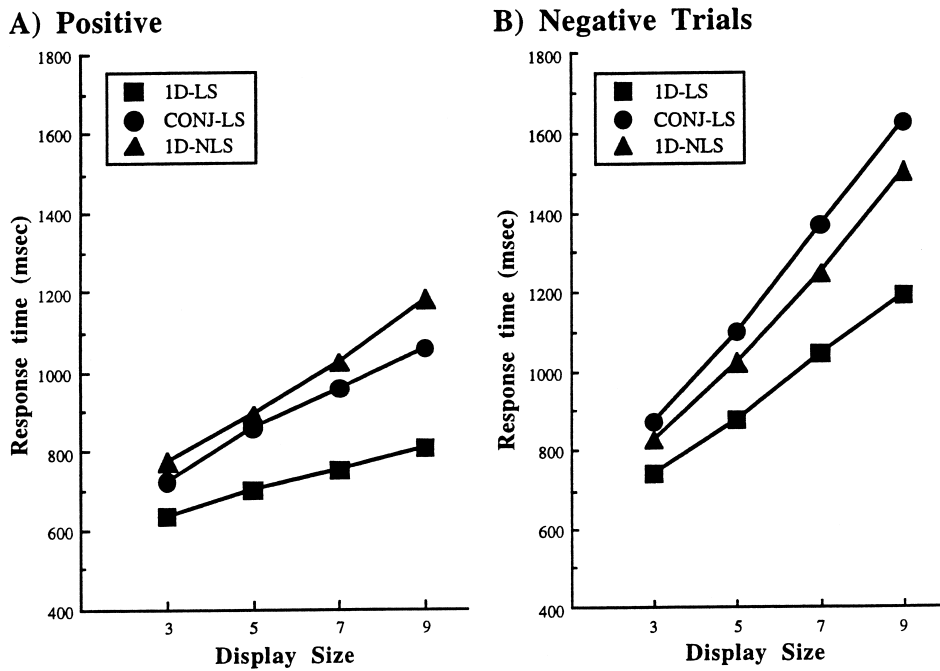 A) Positive
1800
1600
1400
1200
1000
800
600
400
Response time (msec)
1D-LS
CONJ-LS
1D-NLS
3 5 7 9
Display Size
B) Negative Trials
1800
1600
1400
1200
1000
800
600
400
Response time (msec)
1D-LS
CONJ-LS
1D-NLS
3 5 7 9
Display Size